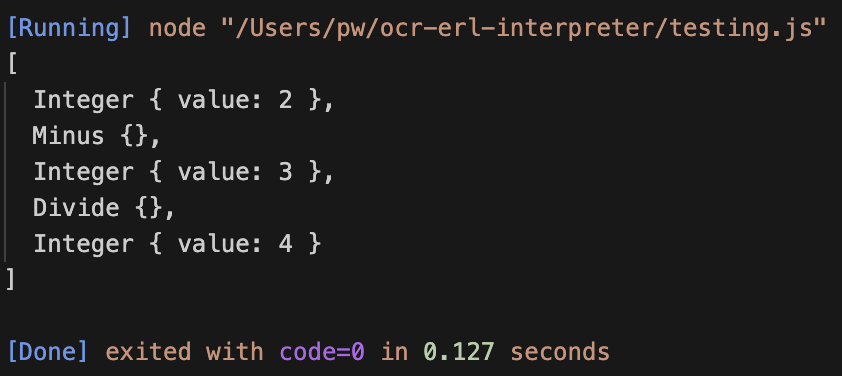 [Running] node "/Users/pw/ocr-erl-interpreter/testing.js"
[
Integer { value: 2 },
Minus {},
Integer { value: 3 },
Divide {},
Integer { value: 4 }
]
[Done] exited with code=0 in 0.127 seconds